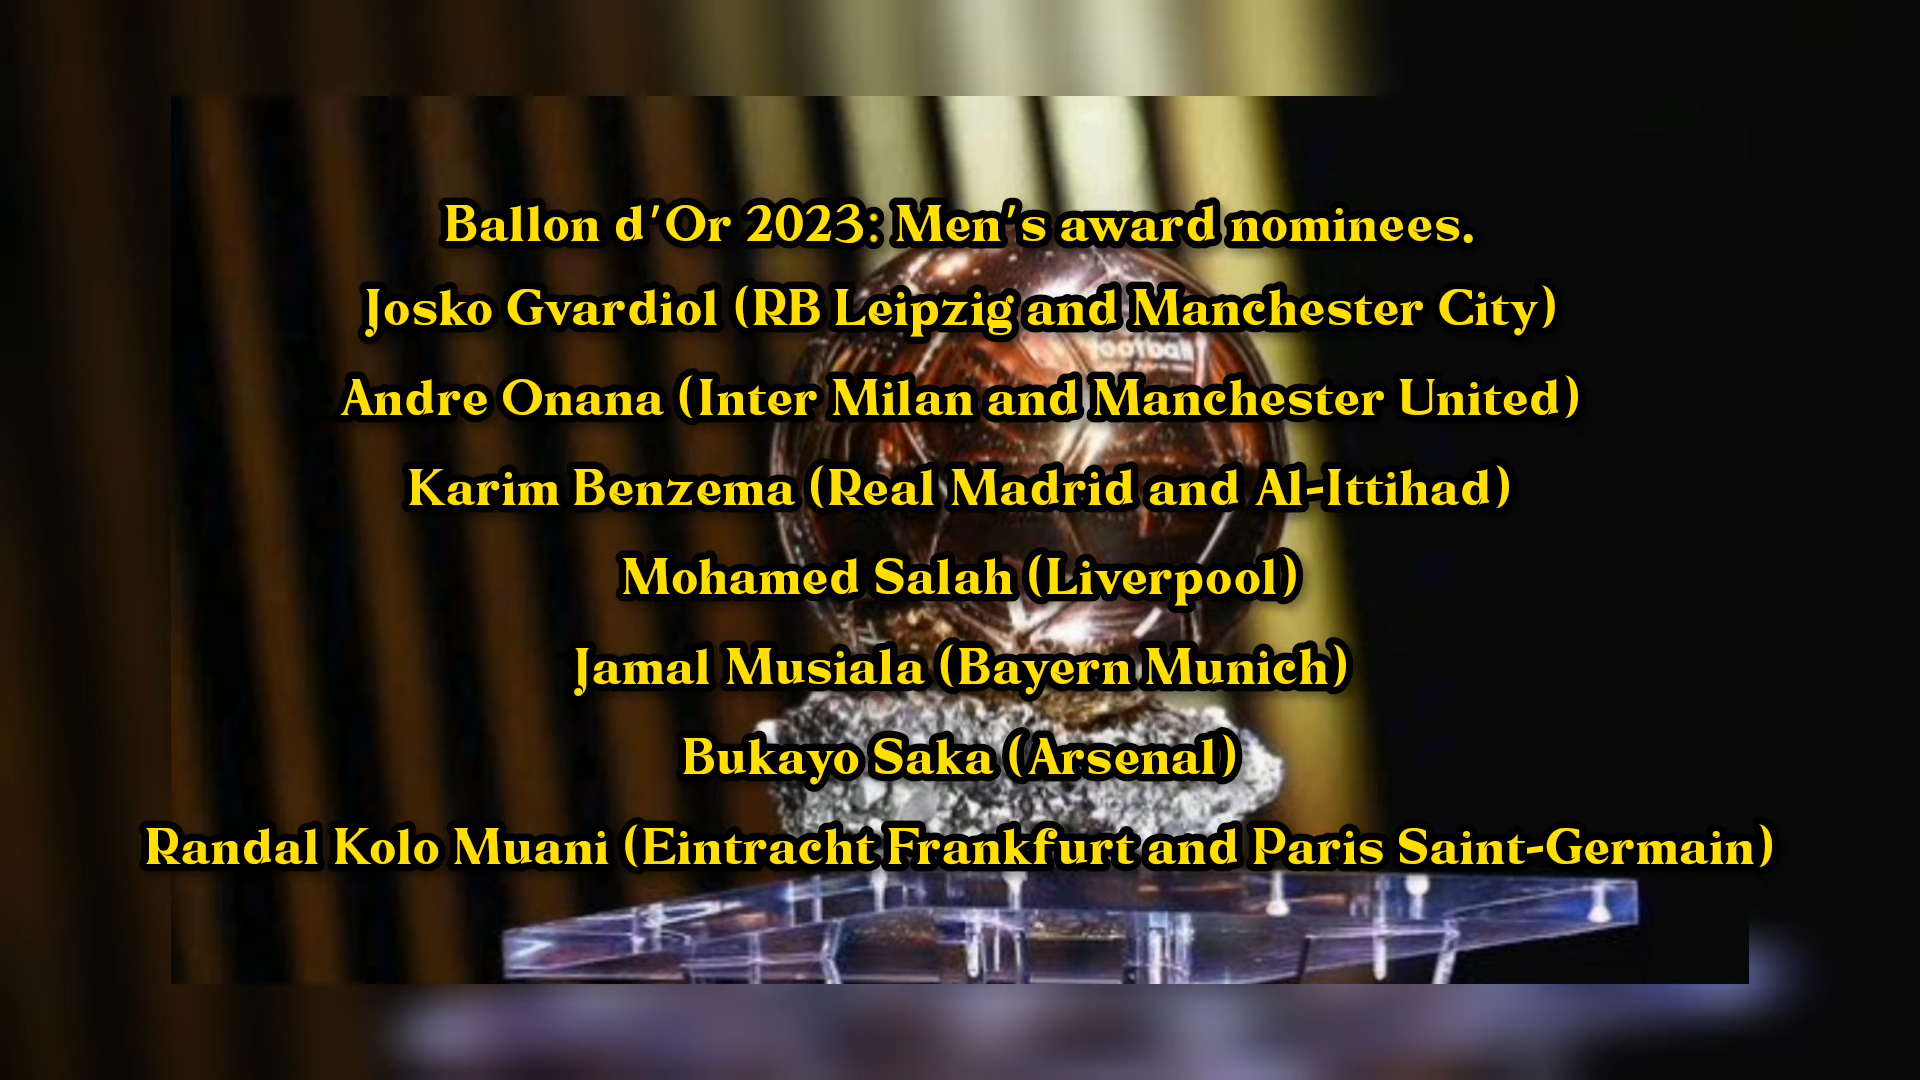 Ballon d'Or 2023: Men's award nominees.
Josko Gvardiol (RB Leipzig and Manchester City)
football
Andre Onana (Inter Milan and Manchester United)
Karim Benzema (Real Madrid and Al-Ittihad)
Mohamed Salah (Liverpool)
Jamal Musiala (Bayern Munich)
Bukayo Saka (Arsenal)
Randal Kolo Muani (Eintracht Frankfurt and Paris Saint-Germain)